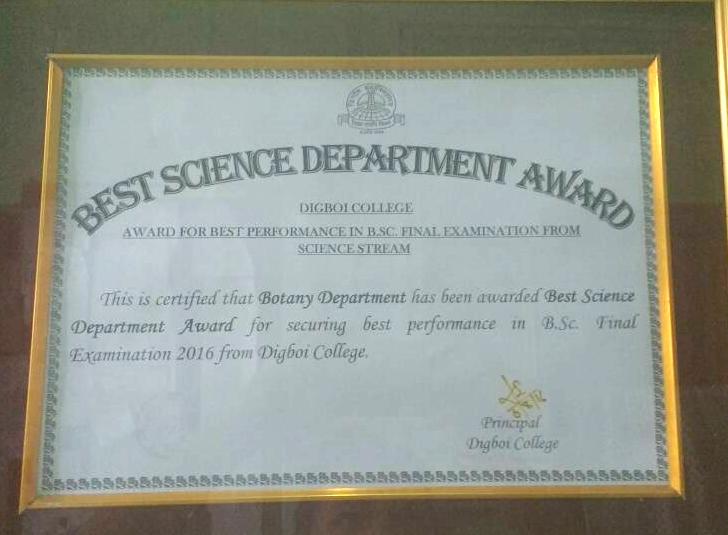 BEST SCIENCE DEPARTMENT AWARD
DIGBOI COLLEGE
AWARD FOR BEST PERFORMANCE IN B.SC. FINAL EXAMINATION FROM
SCIENCE STREAM
This is certified that Botany Department has been awarded Best Science
Department Award for securing best performance in B.Sc. Final
Examination 2016 from Digboi College.
Principal
Digboi College